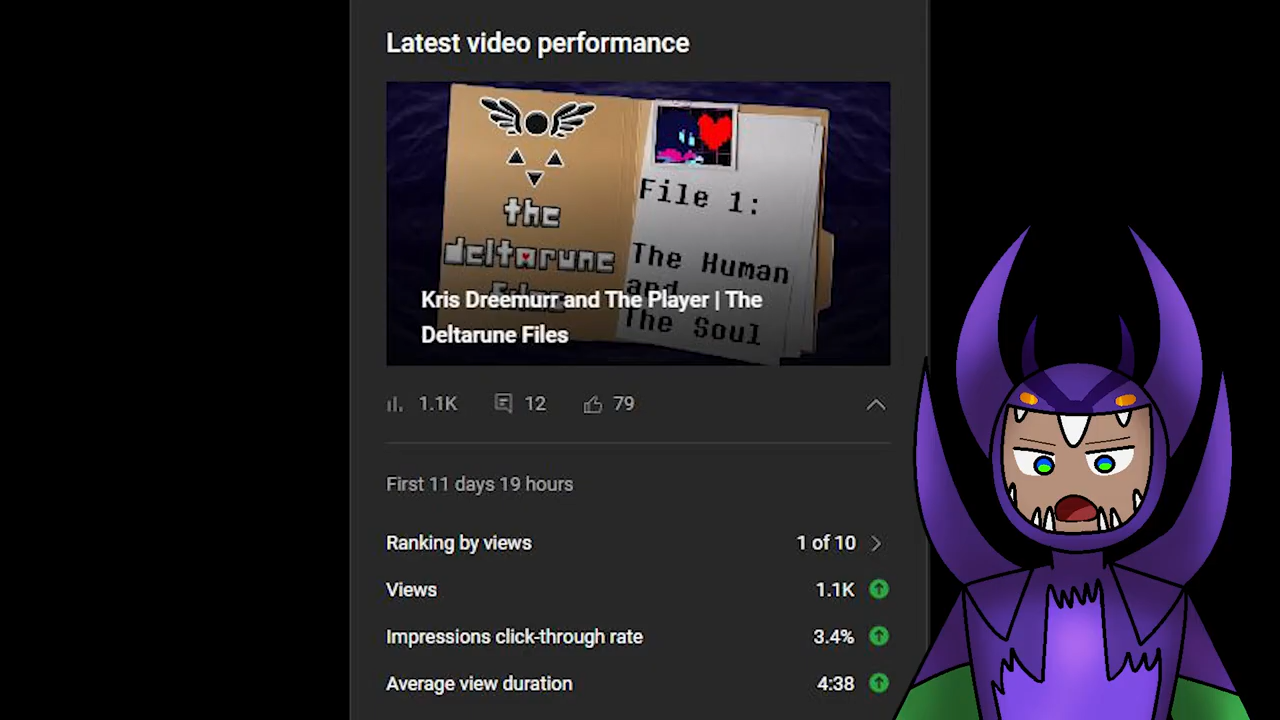 Latest video performance
the
deltarune
File 1:
The Human
and
The Soul
Kris Dreemurr and The Player | The
Deltarune Files
1.1K 12 79
First 11 days 19 hours
Ranking by views 1 of 10
Views 1.1K
Impressions click-through rate 3.4%
Average view duration 4:38